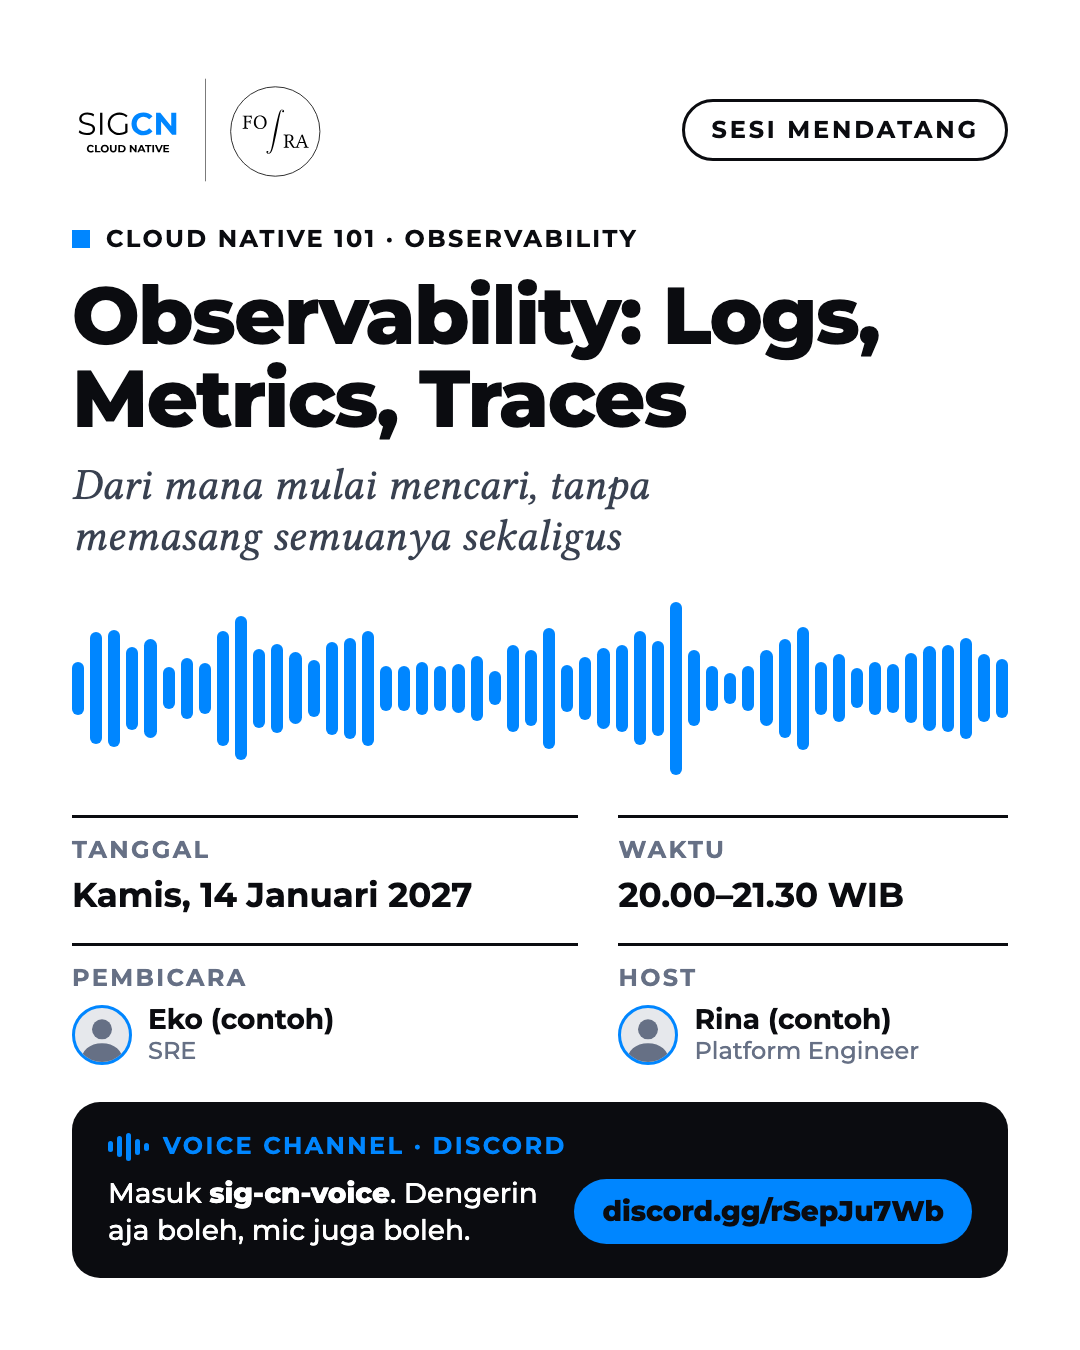 SIGCN
CLOUD NATIVE
FO
RA
SESI MENDATANG
CLOUD NATIVE 101 · OBSERVABILITY
Observability: Logs,
Metrics, Traces
Dari mana mulai mencari, tanpa
memasang semuanya sekaligus
TANGGAL
Kamis, 14 Januari 2027
WAKTU
20.00–21.30 WIB
PEMBICARA
Eko (contoh)
SRE
HOST
Rina (contoh)
Platform Engineer
VOICE CHANNEL · DISCORD
Masuk sig-cn-voice. Dengerin
aja boleh, mic juga boleh.
discord.gg/rSepJu7Wb